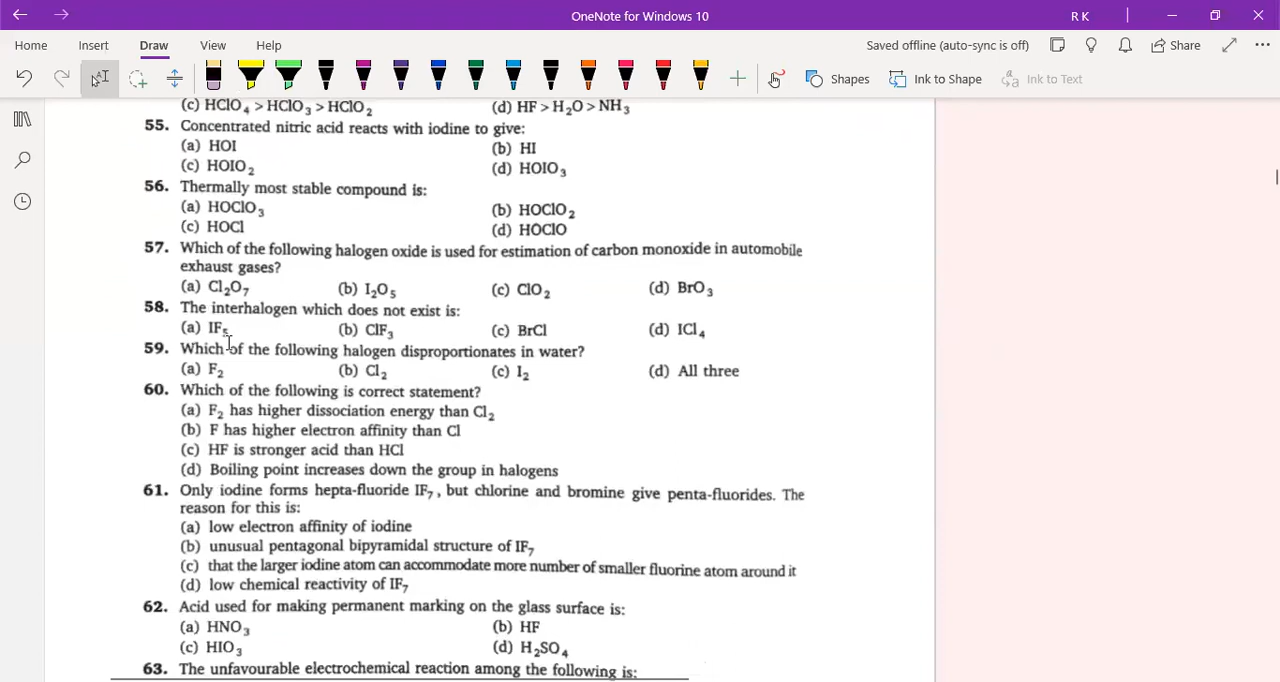 OneNote for Windows 10
R K
Home Insert Draw View Help
Saved offline (auto-sync is off)
Share
Shapes
Ink to Shape
Ink to Text
(c) HClO₄ > HClO₃ > HClO₂ (d) HF > H₂O > NH₃
55. Concentrated nitric acid reacts with iodine to give:
(a) HOI (b) HI
(c) HOIO₂ (d) HOIO₃
56. Thermally most stable compound is:
(a) HOClO₃ (b) HOClO₂
(c) HOCl (d) HOClO
57. Which of the following halogen oxide is used for estimation of carbon monoxide in automobile
exhaust gases?
(a) Cl₂O₇ (b) I₂O₅ (c) ClO₂ (d) BrO₃
58. The interhalogen which does not exist is:
(a) IF₅ (b) ClF₃ (c) BrCl (d) ICl₄
59. Which of the following halogen disproportionates in water?
(a) F₂ (b) Cl₂ (c) I₂ (d) All three
60. Which of the following is correct statement?
(a) F₂ has higher dissociation energy than Cl₂
(b) F has higher electron affinity than Cl
(c) HF is stronger acid than HCl
(d) Boiling point increases down the group in halogens
61. Only iodine forms hepta-fluoride IF₇, but chlorine and bromine give penta-fluorides. The
reason for this is:
(a) low electron affinity of iodine
(b) unusual pentagonal bipyramidal structure of IF₇
(c) that the larger iodine atom can accommodate more number of smaller fluorine atom around it
(d) low chemical reactivity of IF₇
62. Acid used for making permanent marking on the glass surface is:
(a) HNO₃ (b) HF
(c) HIO₃ (d) H₂SO₄
63. The unfavourable electrochemical reaction among the following is: